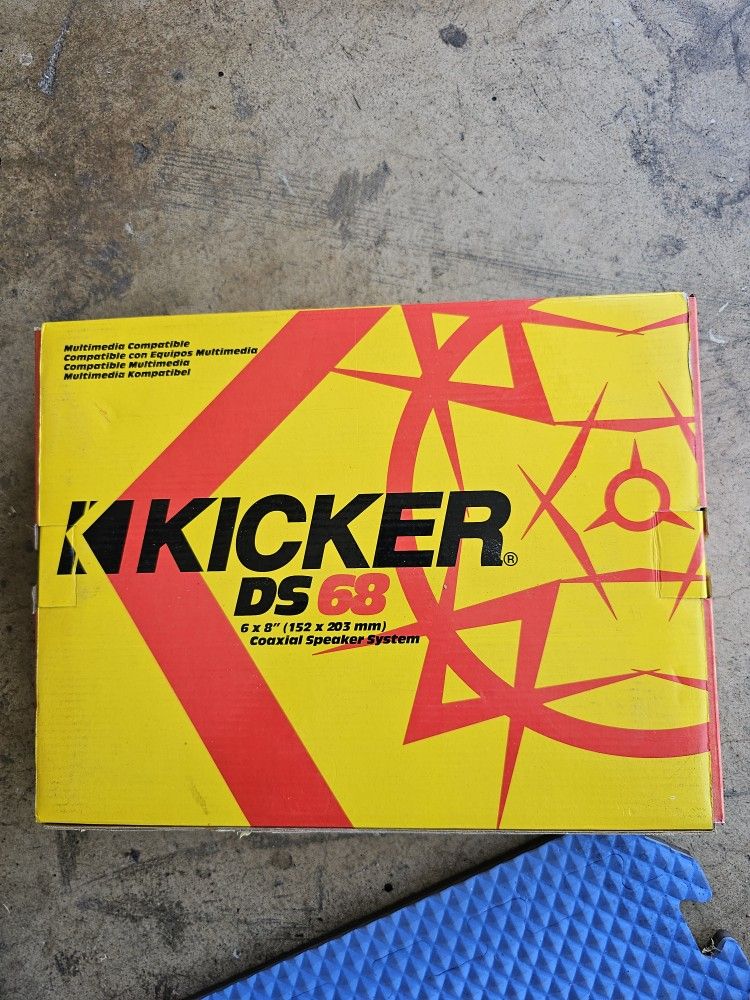 Multimedia Compatible
Compatible con Equipos Multimedia
Compatible Multimedia
Multimedia Kompatibel
KICKER®
DS 68
6 x 8" (152 x 203 mm)
Coaxial Speaker System